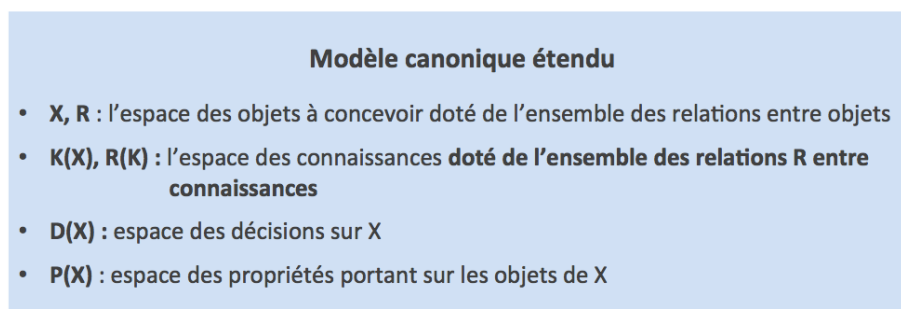 Modèle canonique étendu
• X, R : l’espace des objets à concevoir doté de l’ensemble des relations entre objets
• K(X), R(K) : l’espace des connaissances doté de l’ensemble des relations R entre
connaissances
• D(X) : espace des décisions sur X
• P(X) : espace des propriétés portant sur les objets de X